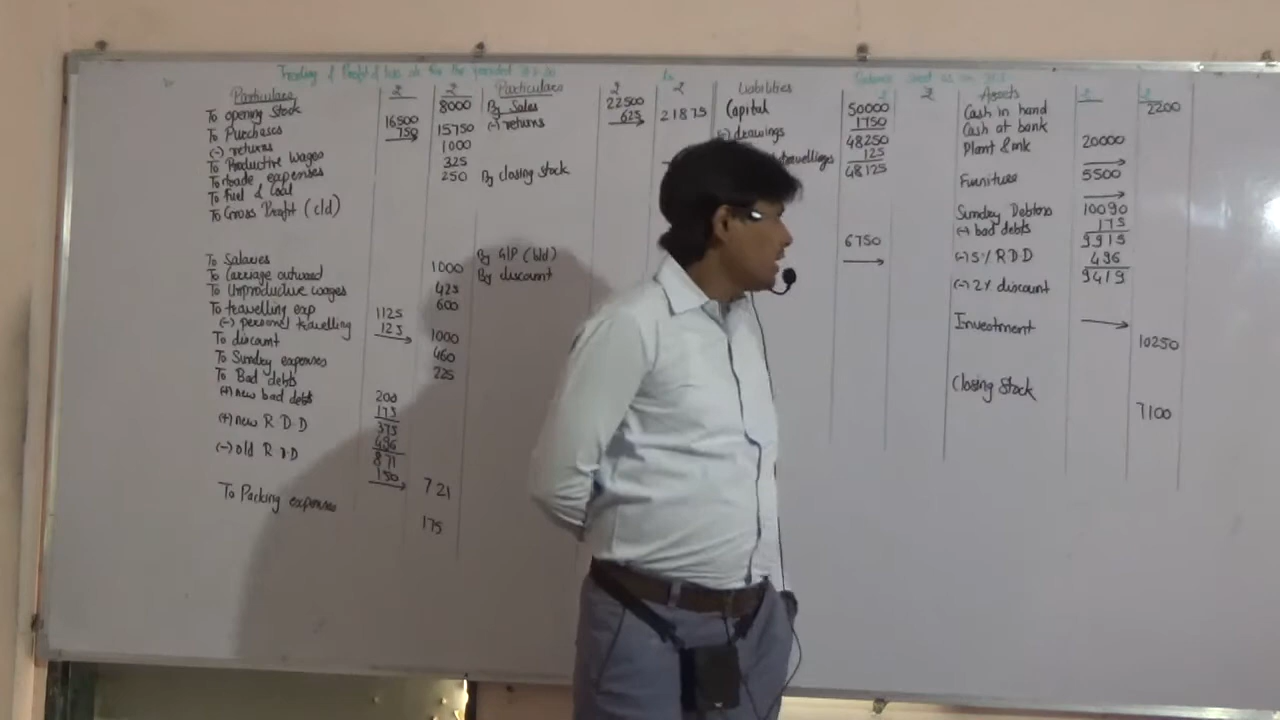 Trading & Profit & loss a/c for the
Particulars
To opening Stock 8000
To Purchases 16500
(-) returns 750 15750
To Productive wages 1000
To trade expenses 325
To Fuel & Coal 250
To Gross Profit (c/d)
To Salaries 1000
To Carriage outward 425
To Unproductive wages 600
To travelling exp 1125
(-) personal travelling 125 1000
To discount 460
To Sundry expenses 225
To Bad debts 200
(+) new bad debts 175
375
(+) new R.D.D 496
871
(-) old R.D.D 150 721
To Packing expenses 175
Particulars
By Sales 22500
(-) returns 625 21875
By closing Stock
By G/P (b/d)
By discount
Liabilities
Capital 50000
(-) drawings 1750
48250
travellings 125
48125
6750
Assets
Cash in hand 2200
Cash at bank
Plant & 20000
Furniture 5500
Sundry Debtors 10090
(-) bad debts 175
9915
(-) 5% R.D.D 496
9419
(-) 2% discount
Investment 10250
Closing Stock 7100